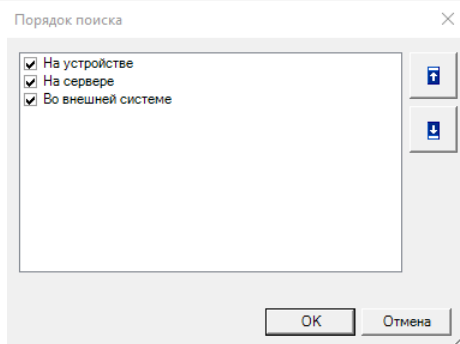 Порядок поиска
На устройстве
На сервере
Во внешней системе
OK
Отмена